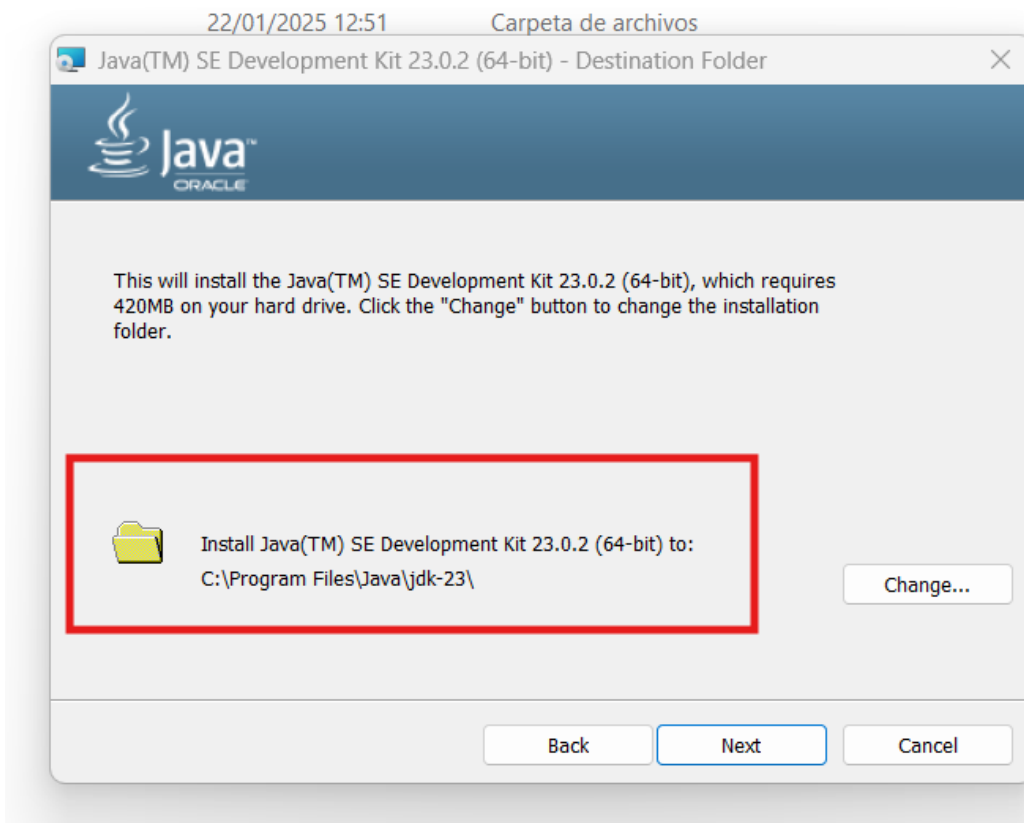 22/01/2025 12:51 Carpeta de archivos
Java(TM) SE Development Kit 23.0.2 (64-bit) - Destination Folder
Java™
ORACLE
This will install the Java(TM) SE Development Kit 23.0.2 (64-bit), which requires
420MB on your hard drive. Click the "Change" button to change the installation
folder.
Install Java(TM) SE Development Kit 23.0.2 (64-bit) to:
C:\Program Files\Java\jdk-23\
Change...
Back Next Cancel